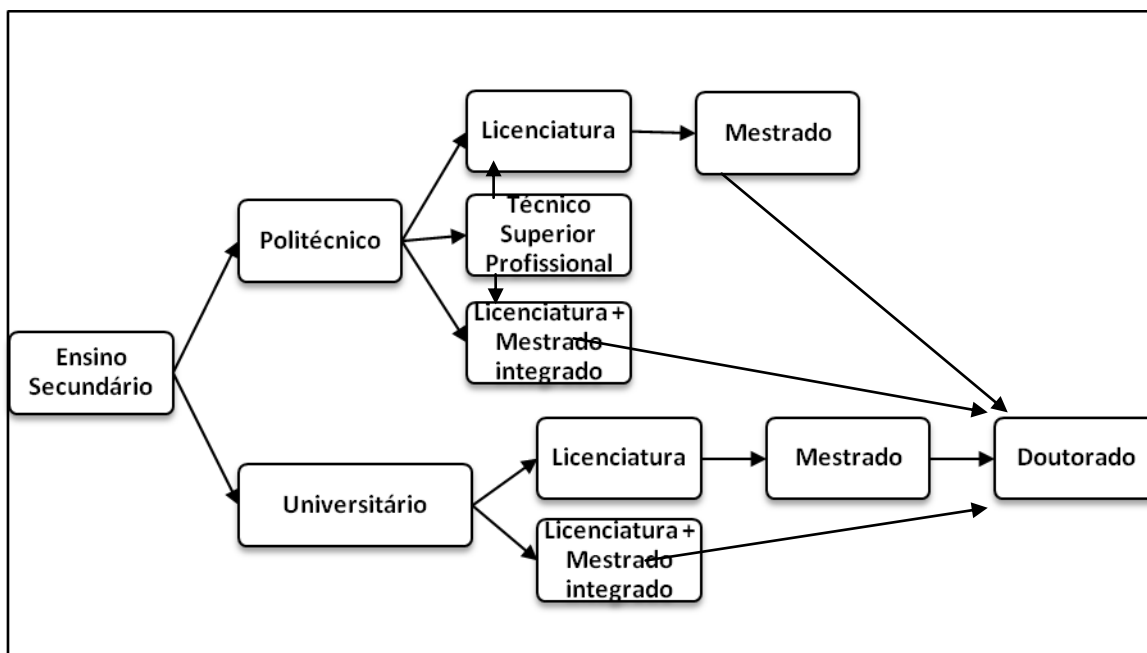 Licenciatura
Mestrado
Técnico
Superior
Profissional
Politécnico
Licenciatura +
Mestrado
integrado
Ensino
Secundário
Licenciatura
Mestrado
Doutorado
Universitário
Licenciatura +
Mestrado
integrado